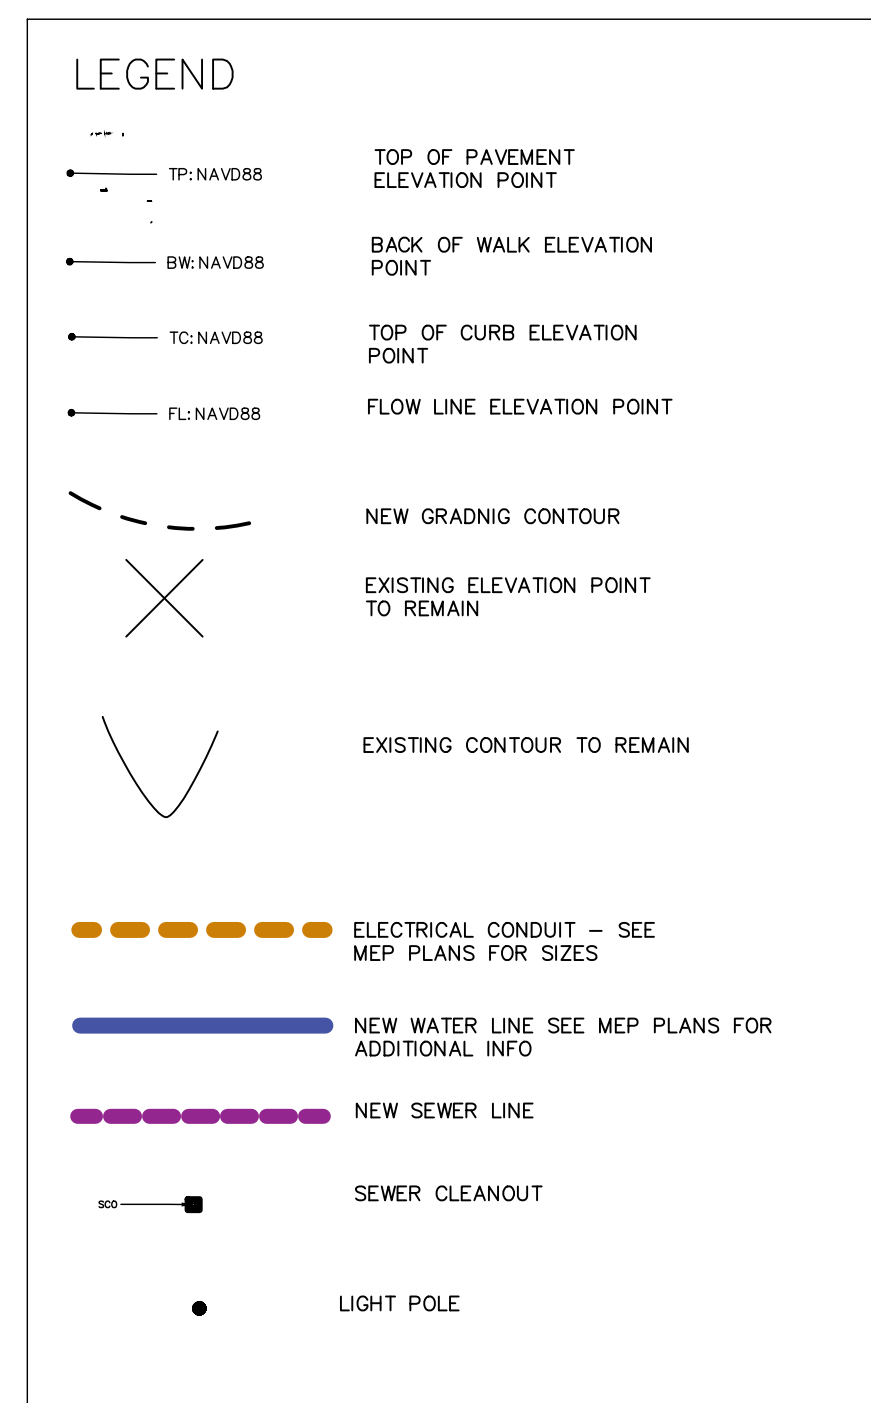 LEGEND
TP: NAVD88
TOP OF PAVEMENT
ELEVATION POINT
BW: NAVD88
BACK OF WALK ELEVATION
POINT
TC: NAVD88
TOP OF CURB ELEVATION
POINT
FL: NAVD88
FLOW LINE ELEVATION POINT
NEW GRADNIG CONTOUR
EXISTING ELEVATION POINT
TO REMAIN
EXISTING CONTOUR TO REMAIN
ELECTRICAL CONDUIT – SEE
MEP PLANS FOR SIZES
NEW WATER LINE SEE MEP PLANS FOR
ADDITIONAL INFO
NEW SEWER LINE
SCO
SEWER CLEANOUT
LIGHT POLE